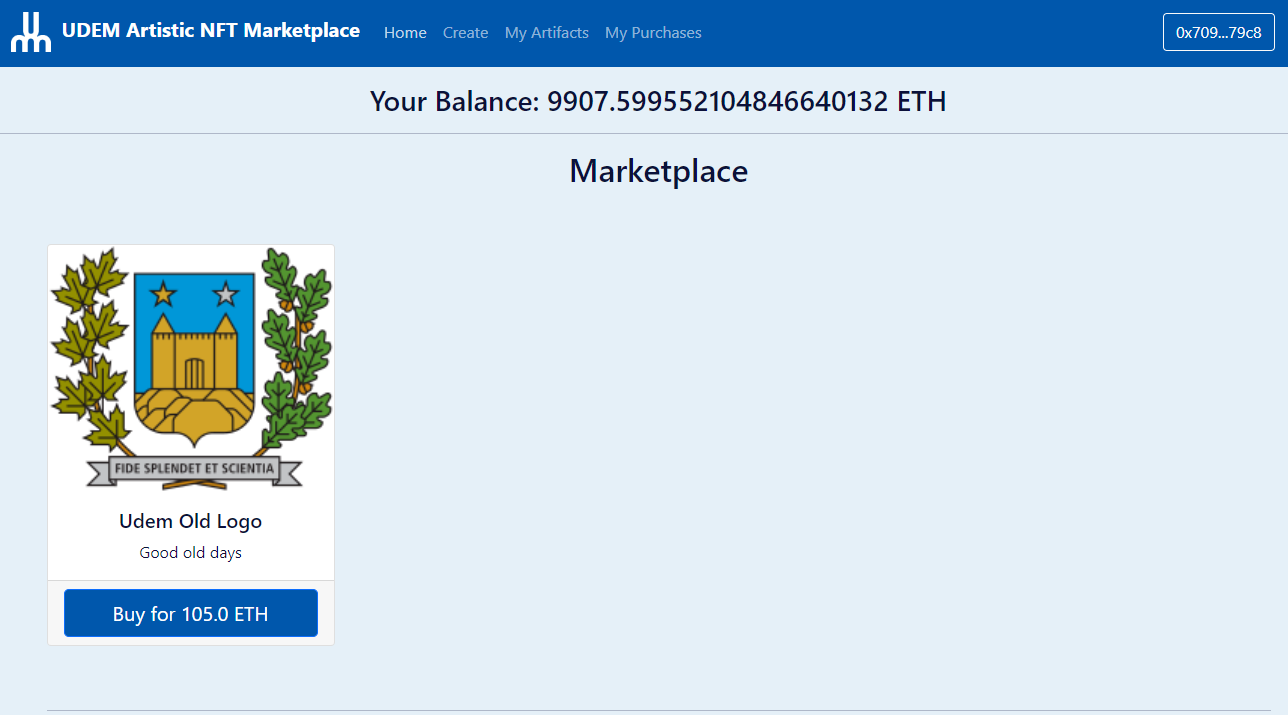 UDEM Artistic NFT Marketplace Home Create My Artifacts My Purchases 0x709...79c8
Your Balance: 9907.599552104846640132 ETH
Marketplace
FIDE SPLENDET ET SCIENTIA
Udem Old Logo
Good old days
Buy for 105.0 ETH